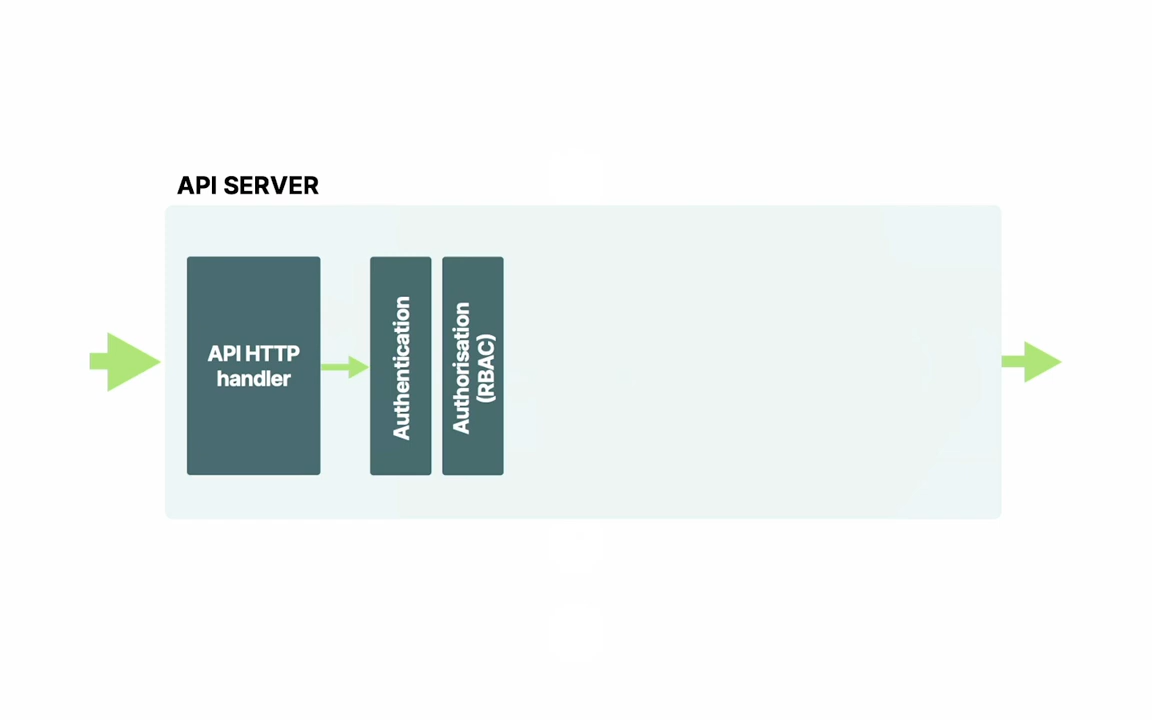 API SERVER
API HTTP
handler
Authentication
Authorisation
(RBAC)